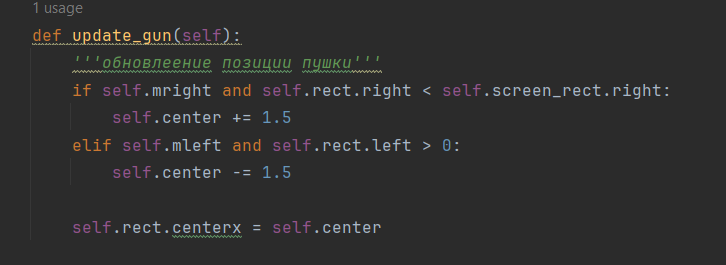 1 usage
def update_gun(self):
    '''обновлеение позиции пушки'''
    if self.mright and self.rect.right < self.screen_rect.right:
        self.center += 1.5
    elif self.mleft and self.rect.left > 0:
        self.center -= 1.5

    self.rect.centerx = self.center